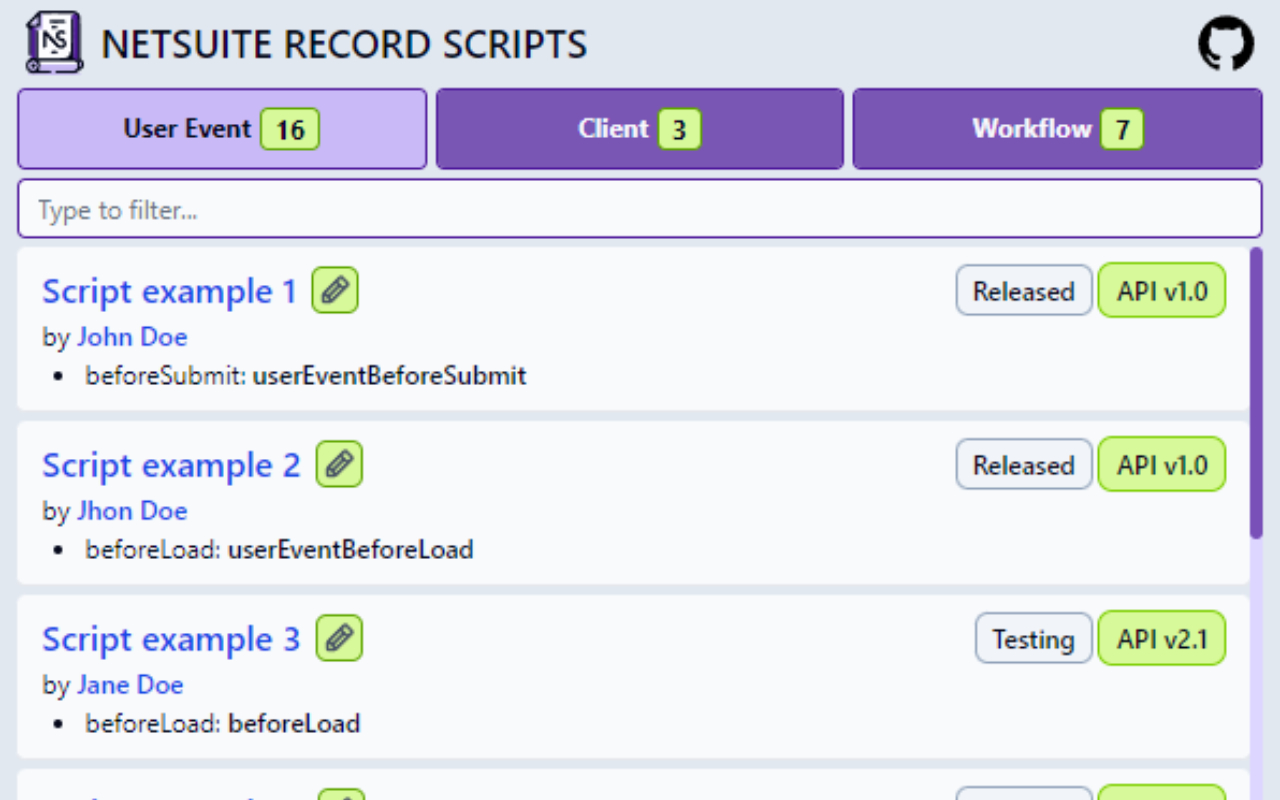 NS NETSUITE RECORD SCRIPTS
User Event 16 Client 3 Workflow 7
Type to filter...
Script example 1 Released API v1.0
by John Doe
• beforeSubmit: userEventBeforeSubmit
Script example 2 Released API v1.0
by Jhon Doe
• beforeLoad: userEventBeforeLoad
Script example 3 Testing API v2.1
by Jane Doe
• beforeLoad: beforeLoad